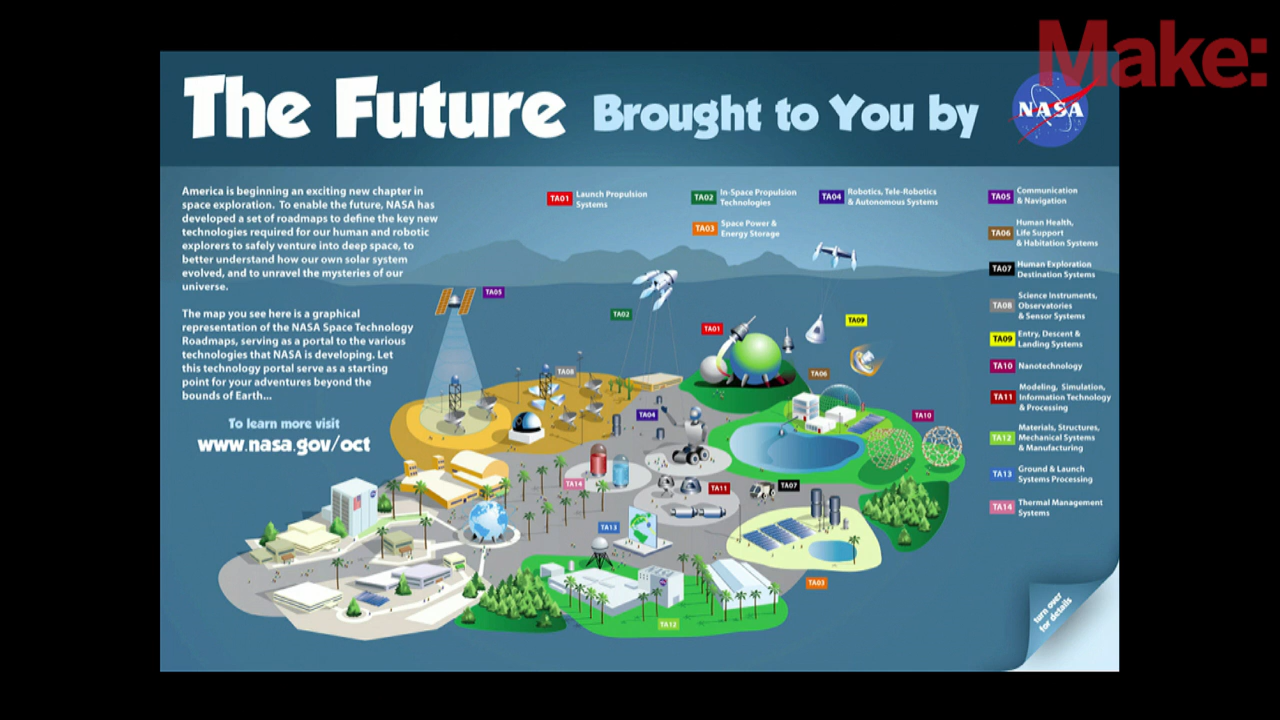 Make:
The Future Brought to You by
NASA
America is beginning an exciting new chapter in
space exploration. To enable the future, NASA has
developed a set of roadmaps to define the key new
technologies required for our human and robotic
explorers to safely venture into deep space, to
better understand how our own solar system
evolved, and to unravel the mysteries of our
universe.
The map you see here is a graphical
representation of the NASA Space Technology
Roadmaps, serving as a portal to the various
technologies that NASA is developing. Let
this technology portal serve as a starting
point for your adventures beyond the
bounds of Earth...
To learn more visit
www.nasa.gov/oct
TA01 Launch Propulsion
Systems
TA02 In-Space Propulsion
Technologies
TA03 Space Power &
Energy Storage
TA04 Robotics, Tele-Robotics
& Autonomous Systems
TA05 Communication
& Navigation
TA06 Human Health,
Life Support
& Habitation Systems
TA07 Human Exploration
Destination Systems
TA08 Science Instruments,
Observatories
& Sensor Systems
TA09 Entry, Descent &
Landing Systems
TA10 Nanotechnology
TA11 Modeling, Simulation,
Information Technology
& Processing
TA12 Materials, Structures,
Mechanical Systems
& Manufacturing
TA13 Ground & Launch
Systems Processing
TA14 Thermal Management
Systems
TA05
TA02
TA01
TA09
TA08
TA06
TA04
TA10
TA14
TA11
TA07
TA13
TA03
TA12
turn over
for details